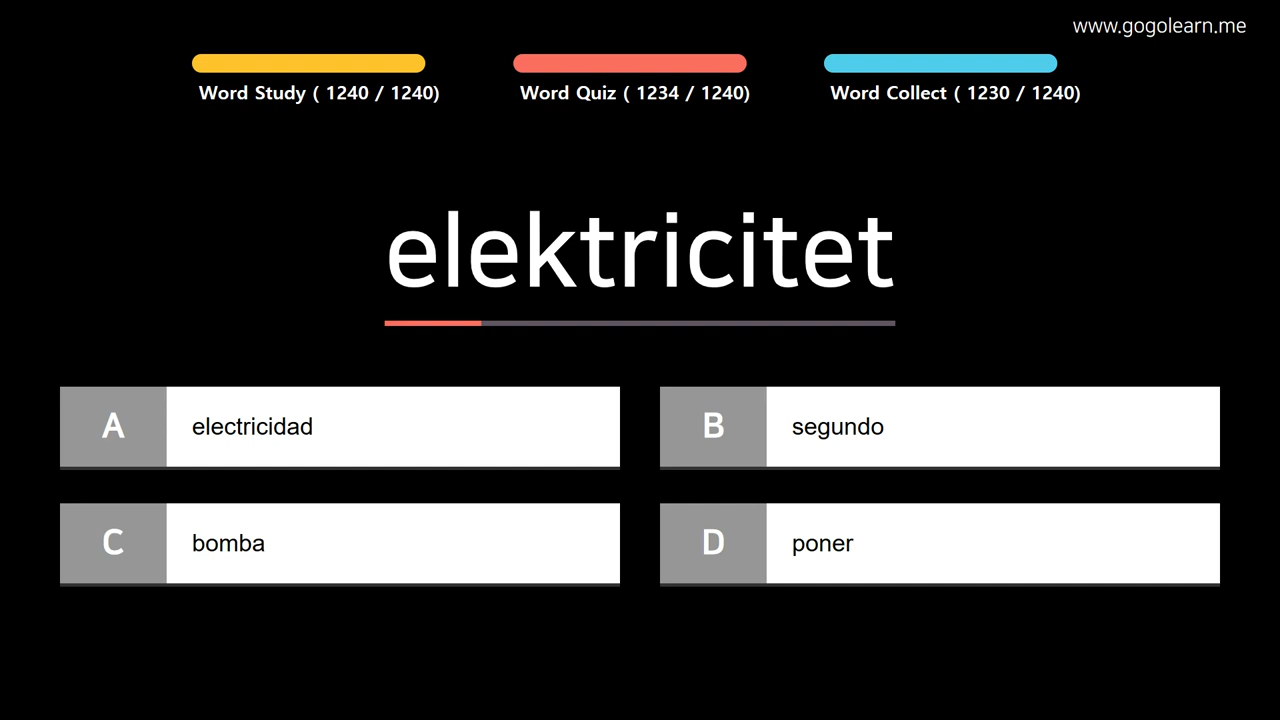 www.gogolearn.me
Word Study ( 1240 / 1240)
Word Quiz ( 1234 / 1240)
Word Collect ( 1230 / 1240)
elektricitet
A electricidad
B segundo
C bomba
D poner